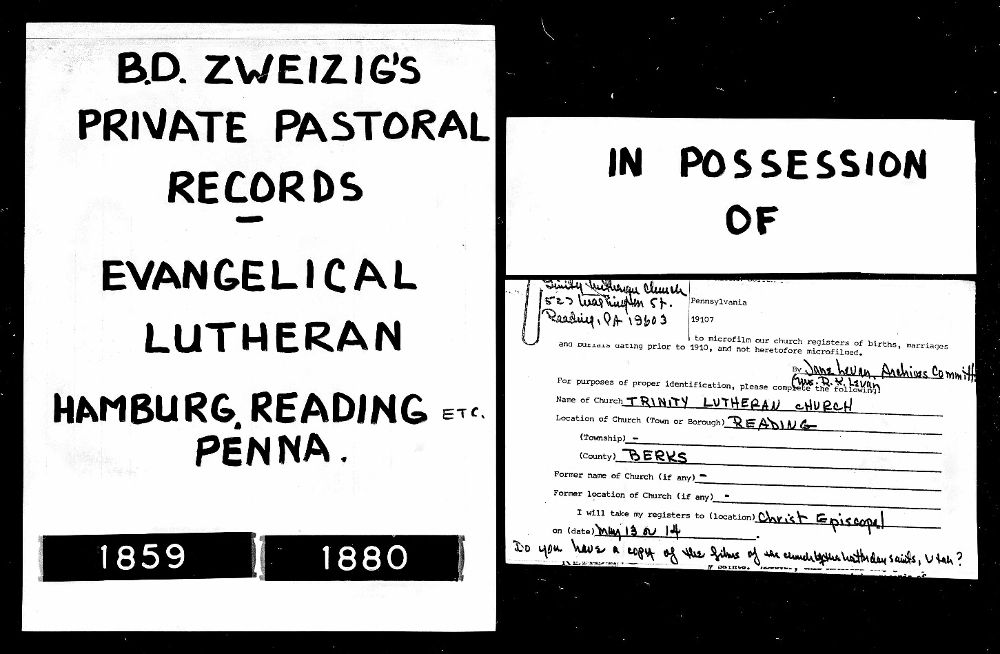 B.D. ZWEIZIG'S
PRIVATE PASTORAL
RECORDS
—
EVANGELICAL
LUTHERAN
HAMBURG, READING ETC.
PENNA.
1859 1880
IN POSSESSION
OF
Trinity Lutheran Church
527 Washington St.
Reading, PA 19603
Pennsylvania
19107
to microfilm our church registers of births, marriages
and burials dating prior to 1910, and not heretofore microfilmed.
By Jane Levan, Archives Committ
(Mrs. R. K. Levan)
For purposes of proper identification, please complete the following:
Name of Church TRINITY LUTHERAN CHURCH
Location of Church (Town or Borough) READING
(Township) -
(County) BERKS
Former name of Church (if any) -
Former location of Church (if any) -
I will take my registers to (location) Christ Episcopal
on (date) May 13 or 14.
Do you have a copy of the films of the church of the latter day saints, Utah?